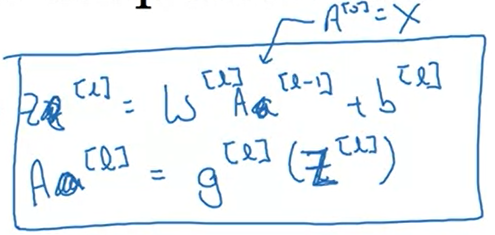 A^[0] = X
Z^[l] = W^[l] A^[l-1] + b^[l]
A^[l] = g^[l] (Z^[l])